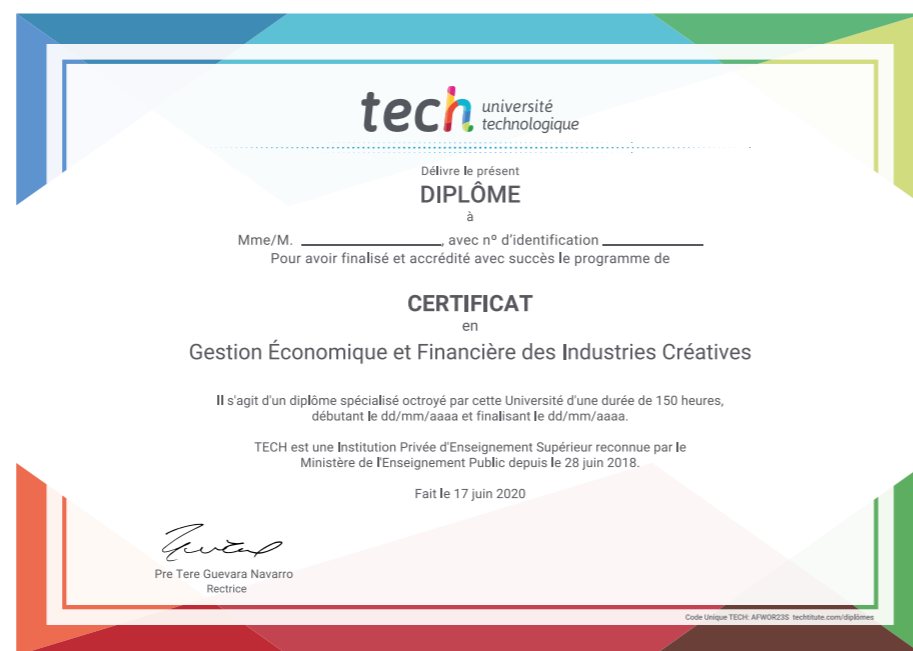 tech université
technologique
Délivre le présent
DIPLÔME
à
Mme/M. ____________________, avec nº d'identification ______________
Pour avoir finalisé et accrédité avec succès le programme de
CERTIFICAT
en
Gestion Économique et Financière des Industries Créatives
Il s'agit d'un diplôme spécialisé octroyé par cette Université d'une durée de 150 heures,
débutant le dd/mm/aaaa et finalisant le dd/mm/aaaa.
TECH est une Institution Privée d'Enseignement Supérieur reconnue par le
Ministère de l'Enseignement Public depuis le 28 juin 2018.
Fait le 17 juin 2020
Pre Tere Guevara Navarro
Rectrice
Code Unique TECH: AFWOR23S techtitute.com/diplômes